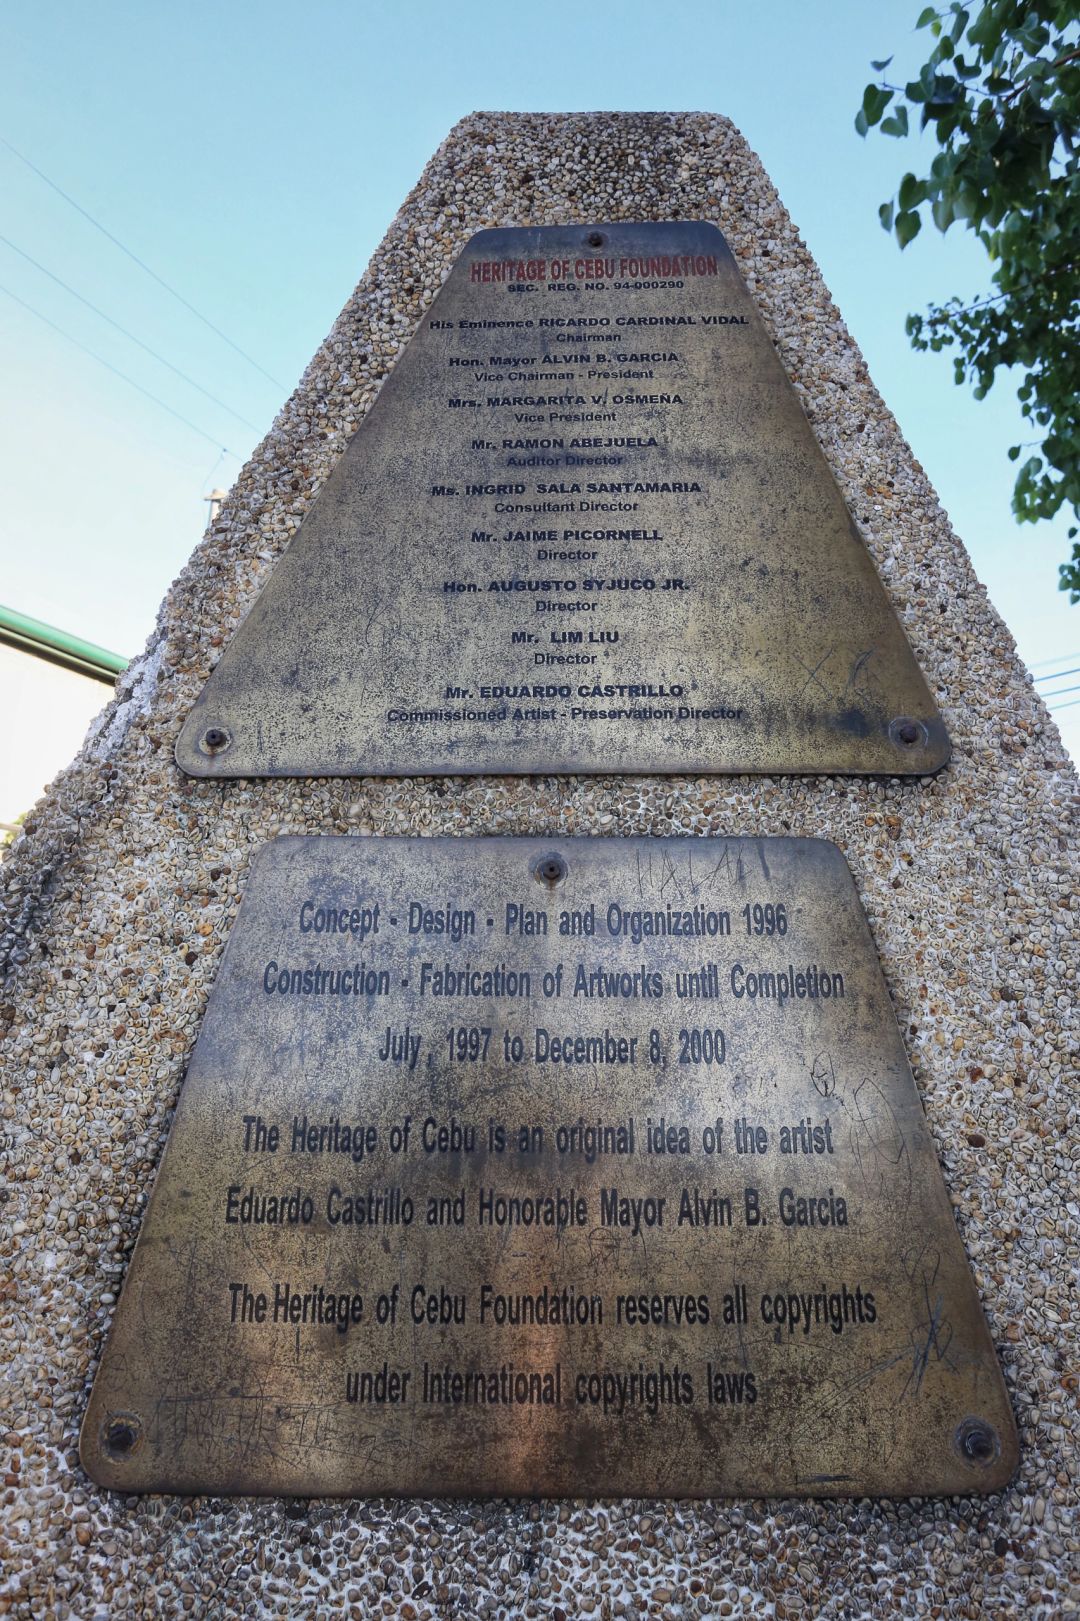 HERITAGE OF CEBU FOUNDATION
SEC. REG. NO. 94-000290
His Eminence RICARDO CARDINAL VIDAL
Chairman
Hon. Mayor ALVIN B. GARCIA
Vice Chairman - President
Mrs. MARGARITA V. OSMEÑA
Vice President
Mr. RAMON ABEJUELA
Auditor Director
Ms. INGRID SALA SANTAMARIA
Consultant Director
Mr. JAIME PICORNELL
Director
Hon. AUGUSTO SYJUCO JR.
Director
Mr. LIM LIU
Director
Mr. EDUARDO CASTRILLO
Commissioned Artist - Preservation Director
Concept - Design - Plan and Organization 1996
Construction - Fabrication of Artworks until Completion
July, 1997 to December 8, 2000
The Heritage of Cebu is an original idea of the artist
Eduardo Castrillo and Honorable Mayor Alvin B. Garcia
The Heritage of Cebu Foundation reserves all copyrights
under International copyrights laws